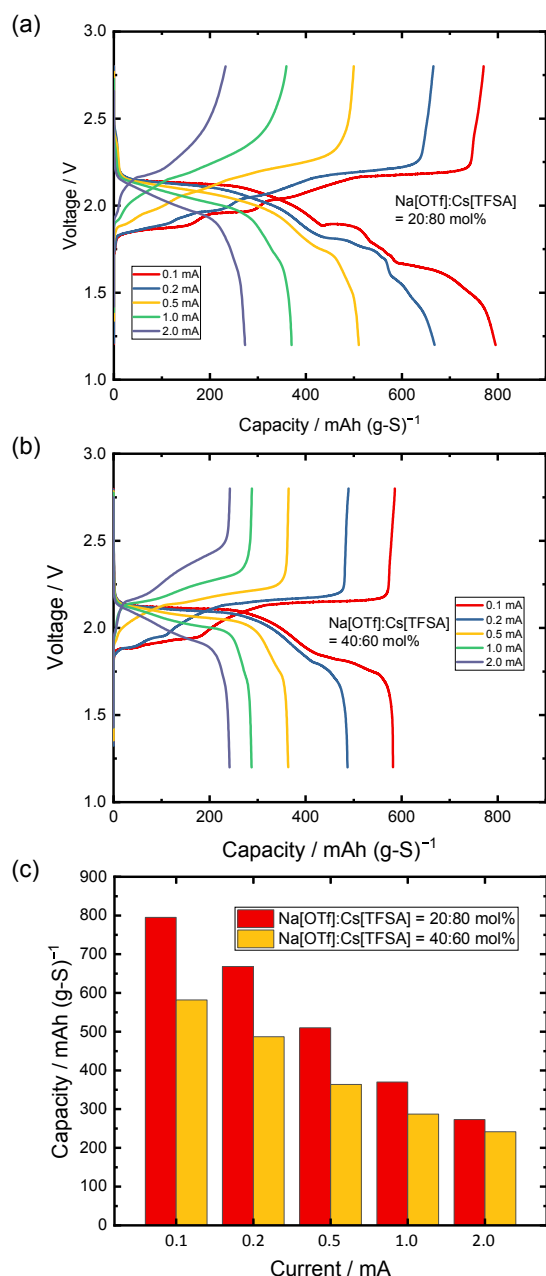 (a)
3.0
2.5
2.0
1.5
1.0
Voltage / V
Na[OTf]:Cs[TFSA]
= 20:80 mol%
0.1 mA
0.2 mA
0.5 mA
1.0 mA
2.0 mA
0 200 400 600 800
Capacity / mAh (g-S)⁻¹
(b)
3.0
2.5
2.0
1.5
1.0
Voltage / V
Na[OTf]:Cs[TFSA]
= 40:60 mol%
0.1 mA
0.2 mA
0.5 mA
1.0 mA
2.0 mA
0 200 400 600 800
Capacity / mAh (g-S)⁻¹
(c)
900
800
700
600
500
400
300
200
100
0
Capacity / mAh (g-S)⁻¹
Na[OTf]:Cs[TFSA] = 20:80 mol%
Na[OTf]:Cs[TFSA] = 40:60 mol%
0.1 0.2 0.5 1.0 2.0
Current / mA